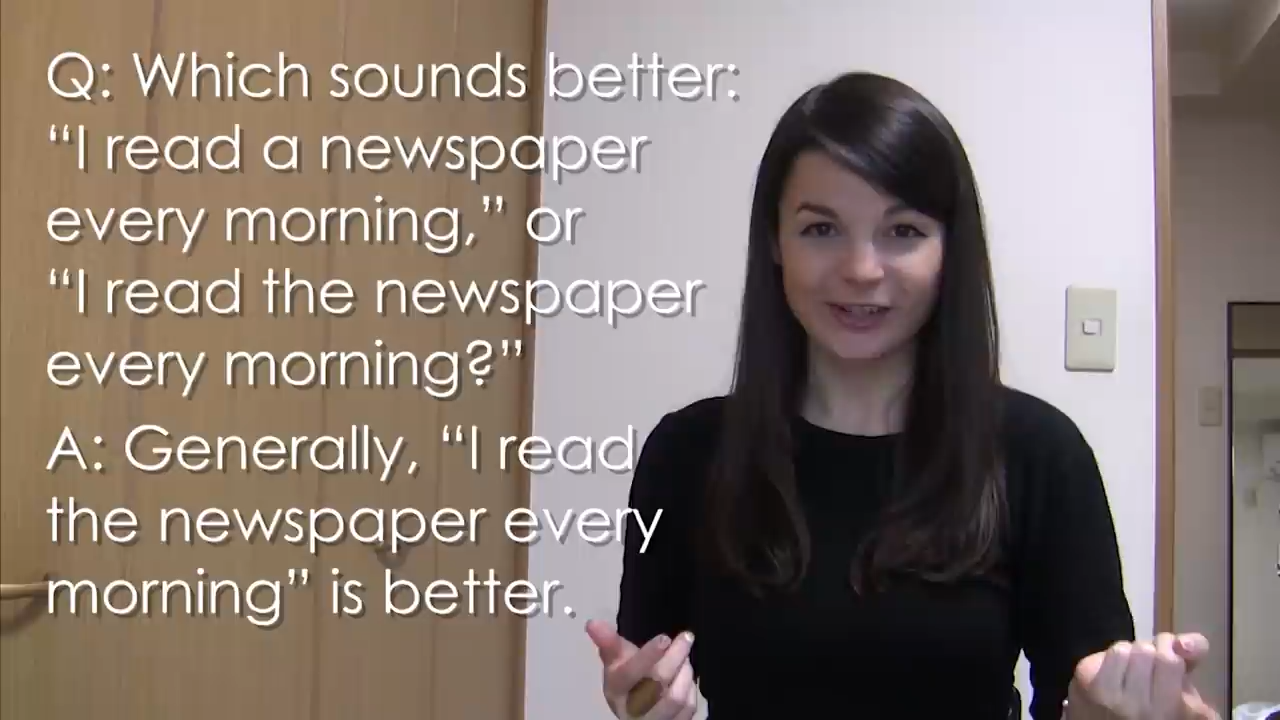 Q: Which sounds better:
“I read a newspaper
every morning,” or
“I read the newspaper
every morning?”
A: Generally, “I read
the newspaper every
morning” is better.